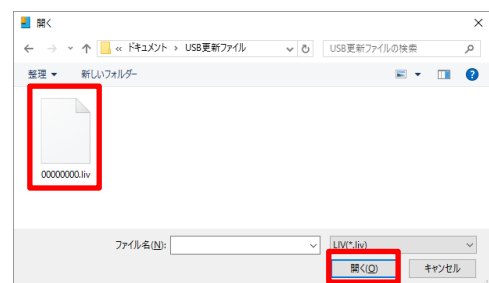 開く
« ドキュメント › USB更新ファイル
USB更新ファイルの検索
整理 ▼ 新しいフォルダー
00000000.liv
ファイル名(N):
LIV(*.liv)
開く(O)
キャンセル